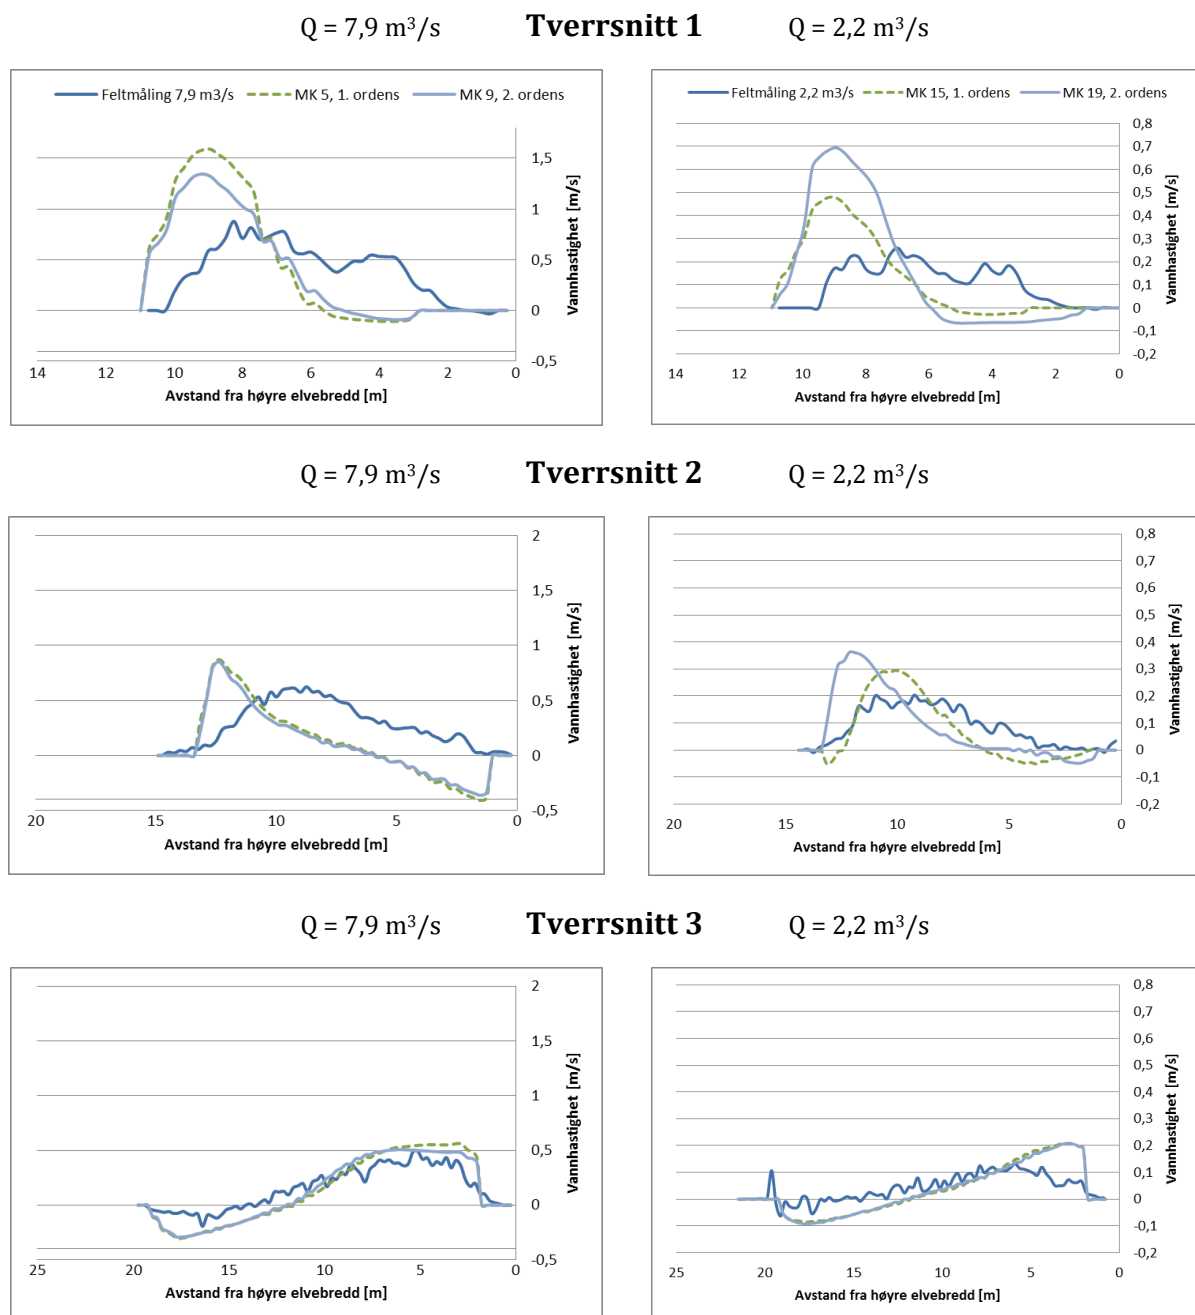 Q = 7,9 m³/s Tverrsnitt 1 Q = 2,2 m³/s
Feltmåling 7,9 m3/s MK 5, 1. ordens MK 9, 2. ordens
1,5
1
0,5
0
-0,5
14 12 10 8 6 4 2 0
Avstand fra høyre elvebredd [m]
Vannhastighet [m/s]
Feltmåling 2,2 m3/s MK 15, 1. ordens MK 19, 2. ordens
0,8
0,7
0,6
0,5
0,4
0,3
0,2
0,1
0
-0,1
-0,2
14 12 10 8 6 4 2 0
Avstand fra høyre elvebredd [m]
Vannhastighet [m/s]
Q = 7,9 m³/s Tverrsnitt 2 Q = 2,2 m³/s
2
1,5
1
0,5
0
-0,5
20 15 10 5 0
Avstand fra høyre elvebredd [m]
Vannhastighet [m/s]
0,8
0,7
0,6
0,5
0,4
0,3
0,2
0,1
0
-0,1
-0,2
20 15 10 5 0
Avstand fra høyre elvebredd [m]
Vannhastighet [m/s]
Q = 7,9 m³/s Tverrsnitt 3 Q = 2,2 m³/s
2
1,5
1
0,5
0
-0,5
25 20 15 10 5 0
Avstand fra høyre elvebredd [m]
Vannhastighet [m/s]
0,8
0,7
0,6
0,5
0,4
0,3
0,2
0,1
0
-0,1
-0,2
25 20 15 10 5 0
Avstand fra høyre elvebredd [m]
Vannhastighet [m/s]